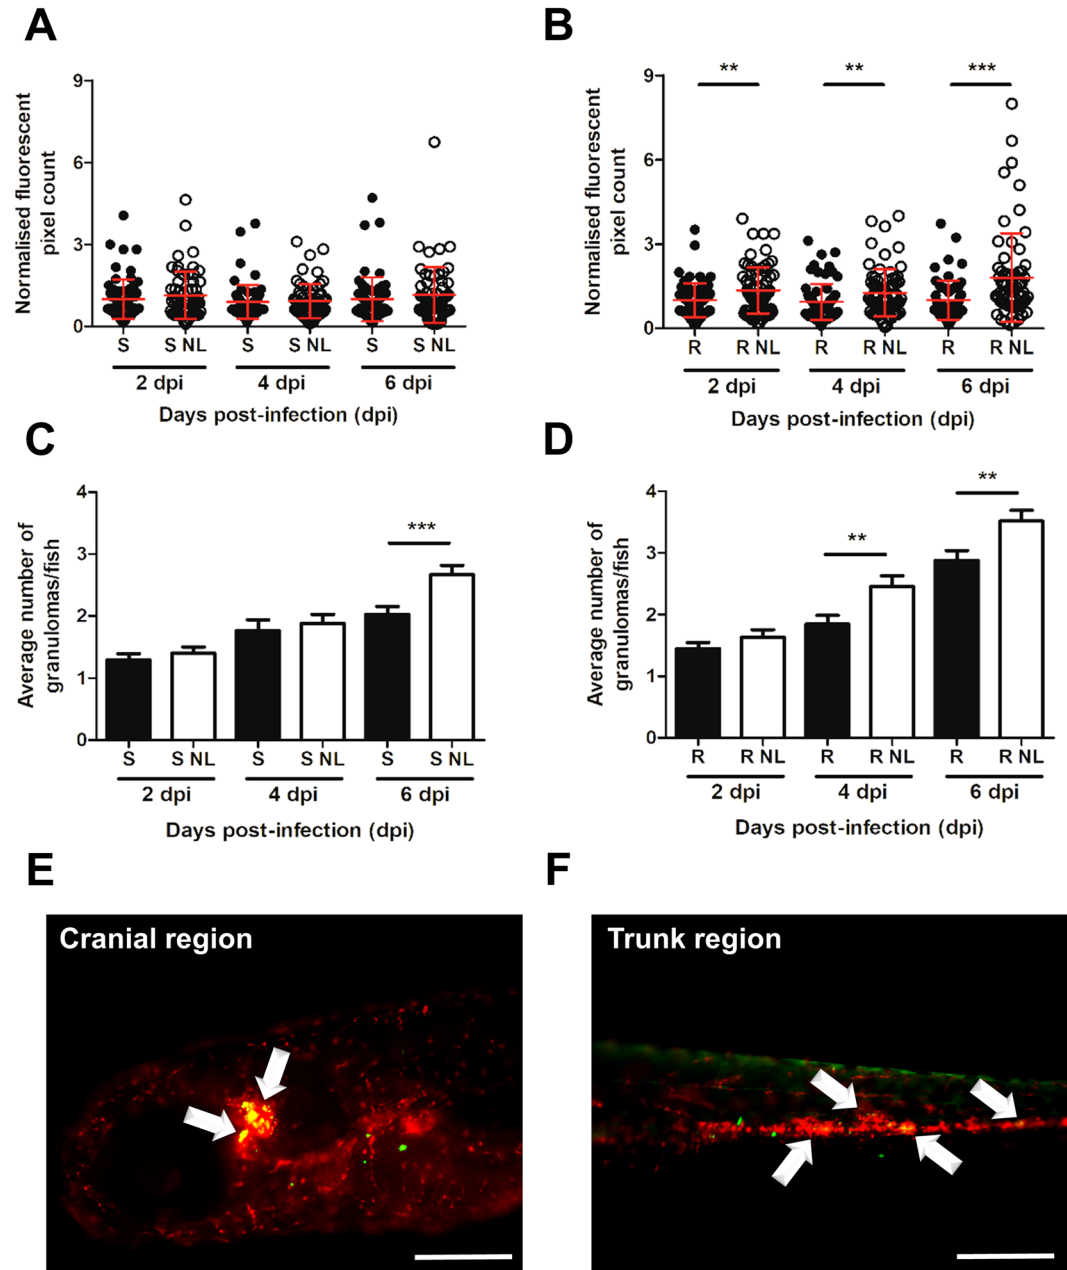 A
9
6
3
0
Normalised fluorescent
pixel count
S
S NL
S
S NL
S
S NL
2 dpi
4 dpi
6 dpi
Days post-infection (dpi)
B
9
6
3
0
Normalised fluorescent
pixel count
**
**
***
R
R NL
R
R NL
R
R NL
2 dpi
4 dpi
6 dpi
Days post-infection (dpi)
C
4
3
2
1
0
Average number of
granulomas/fish
***
S
S NL
S
S NL
S
S NL
2 dpi
4 dpi
6 dpi
Days post-infection (dpi)
D
4
3
2
1
0
Average number of
granulomas/fish
**
**
R
R NL
R
R NL
R
R NL
2 dpi
4 dpi
6 dpi
Days post-infection (dpi)
E
Cranial region
F
Trunk region